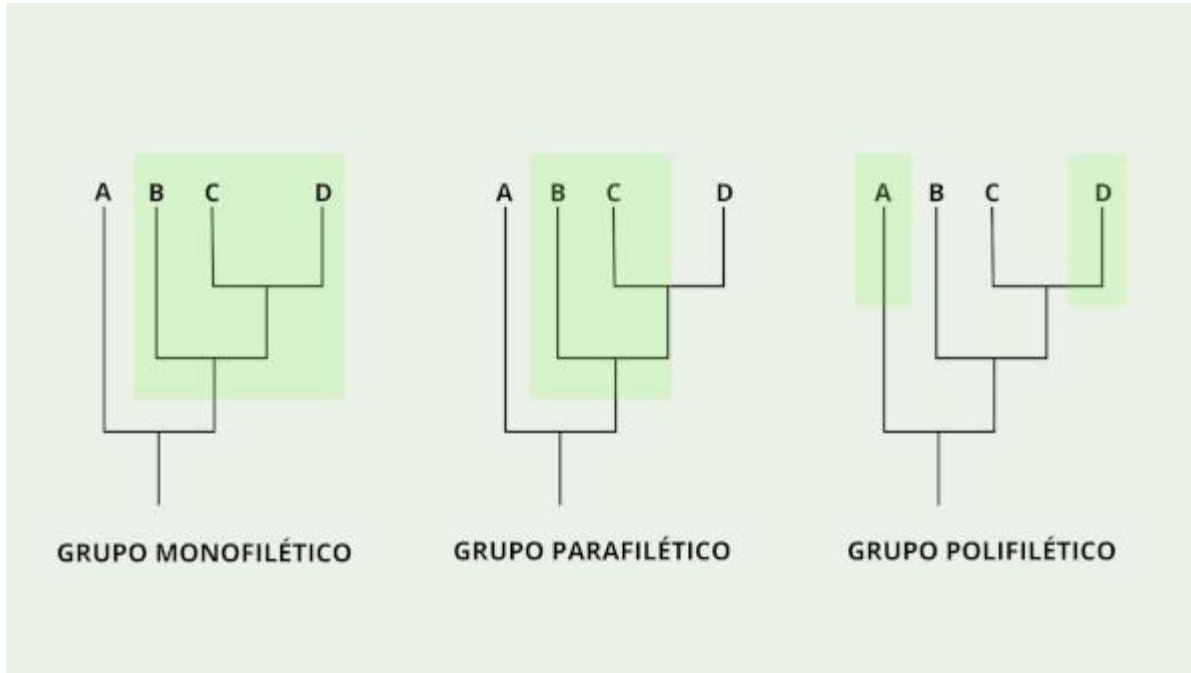 A B C D
A B C D
A B C D
GRUPO MONOFILÉTICO
GRUPO PARAFILÉTICO
GRUPO POLIFILÉTICO